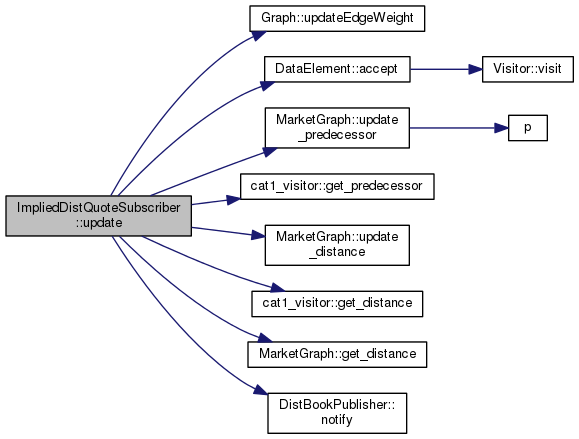 Graph::updateEdgeWeight
DataElement::accept
Visitor::visit
MarketGraph::update
_predecessor
p
cat1_visitor::get_predecessor
ImpliedDistQuoteSubscriber
::update
MarketGraph::update
_distance
cat1_visitor::get_distance
MarketGraph::get_distance
DistBookPublisher::
notify